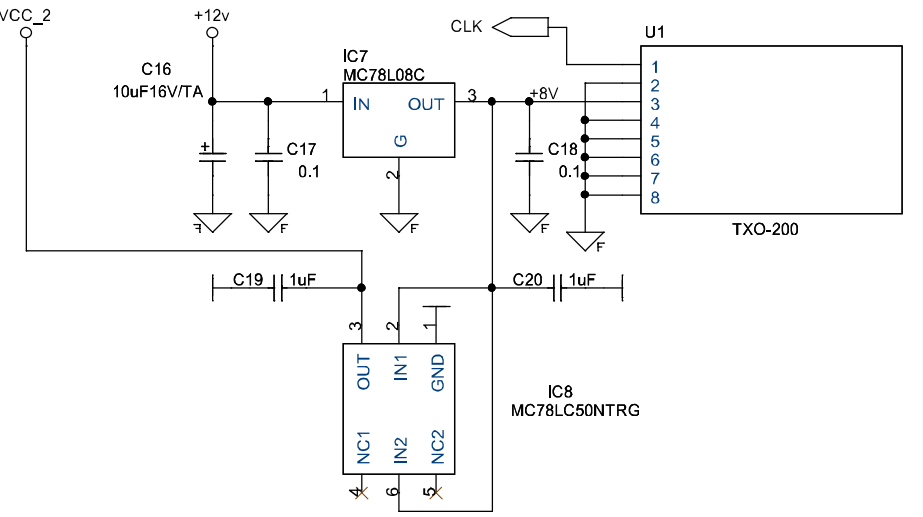 VCC_2
+12v
CLK
U1
IC7
MC78L08C
C16
10uF16V/TA
1
IN
OUT
3
+8V
G
2
+
C17
0.1
C18
0.1
F
F
F
F
F
1
2
3
4
5
6
7
8
TXO-200
C19
1uF
C20
1uF
3
2
1
OUT
IN1
GND
IC8
MC78LC50NTRG
NC1
IN2
NC2
4
6
5